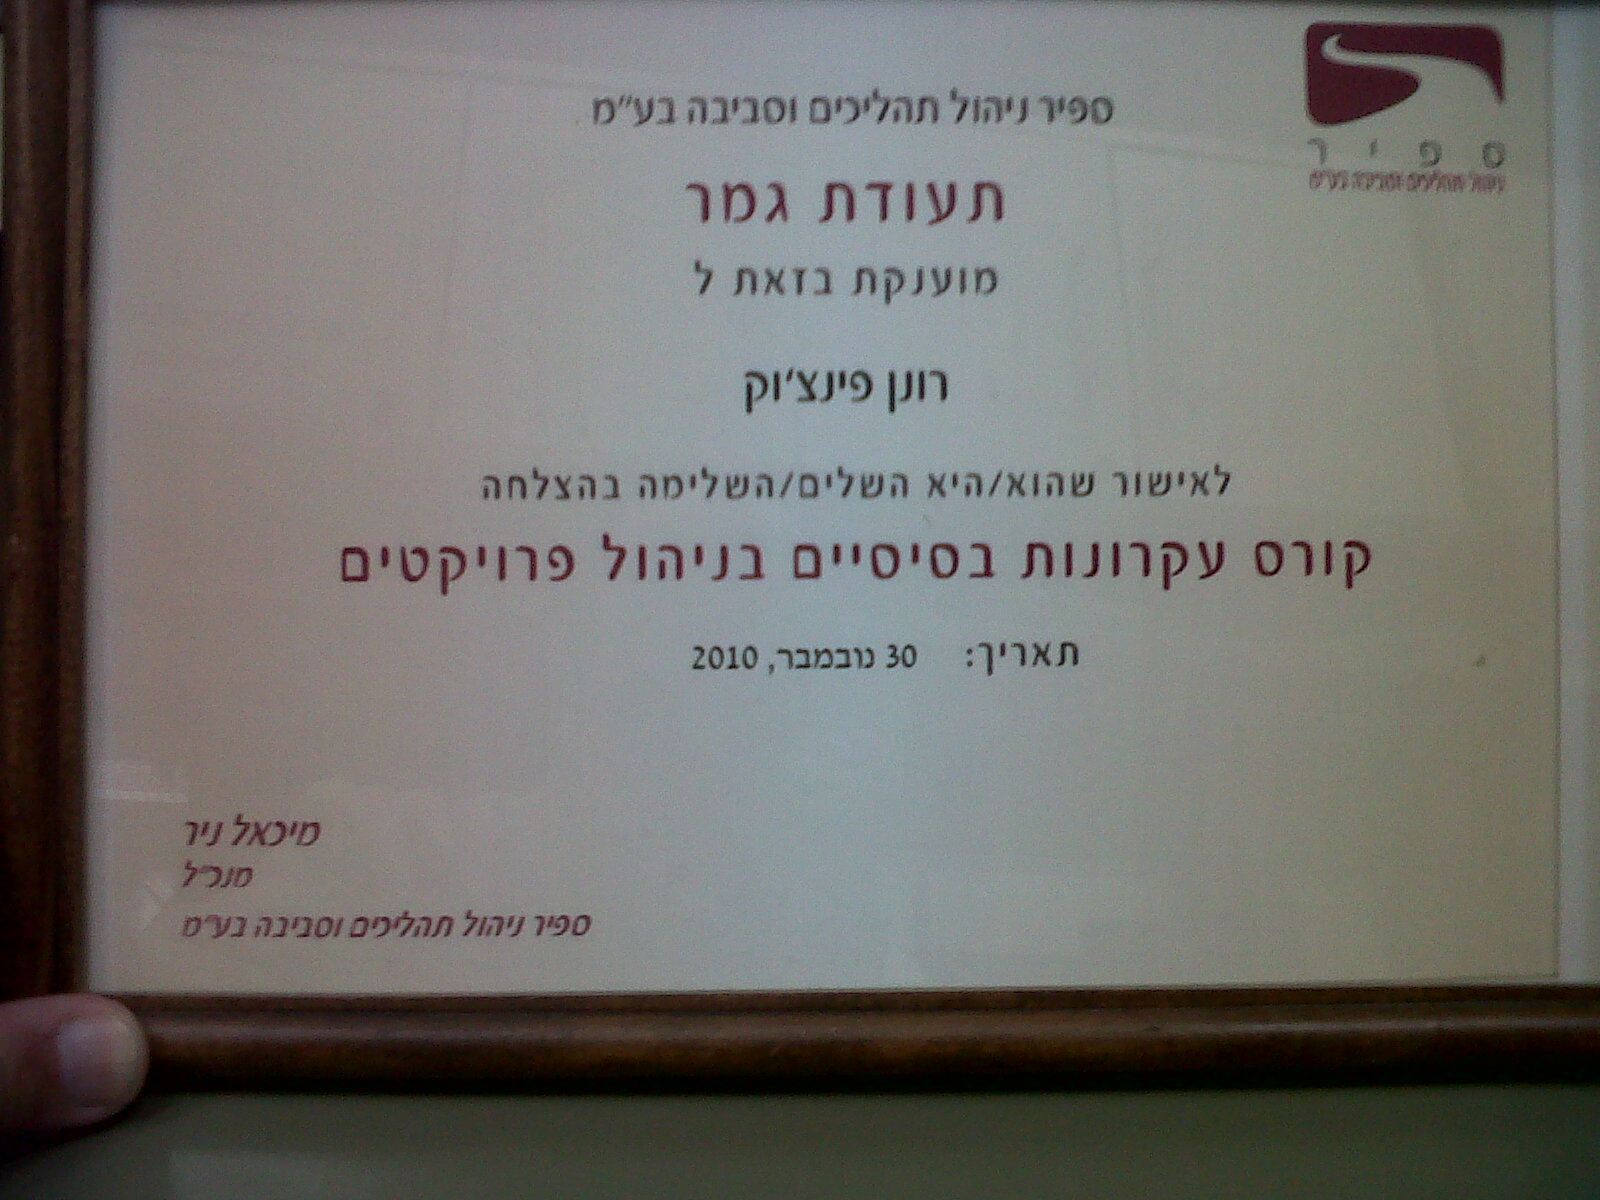 ספיר
ניהול תהליכים וסביבה בע"מ
ספיר ניהול תהליכים וסביבה בע"מ
תעודת גמר
מוענקת בזאת ל
רונן פינצ'וק
לאישור שהוא/היא השלים/השלימה בהצלחה
קורס עקרונות בסיסיים בניהול פרויקטים
תאריך: 30 נובמבר, 2010
מיכאל ניר
מנכ"ל
ספיר ניהול תהליכים וסביבה בע"מ